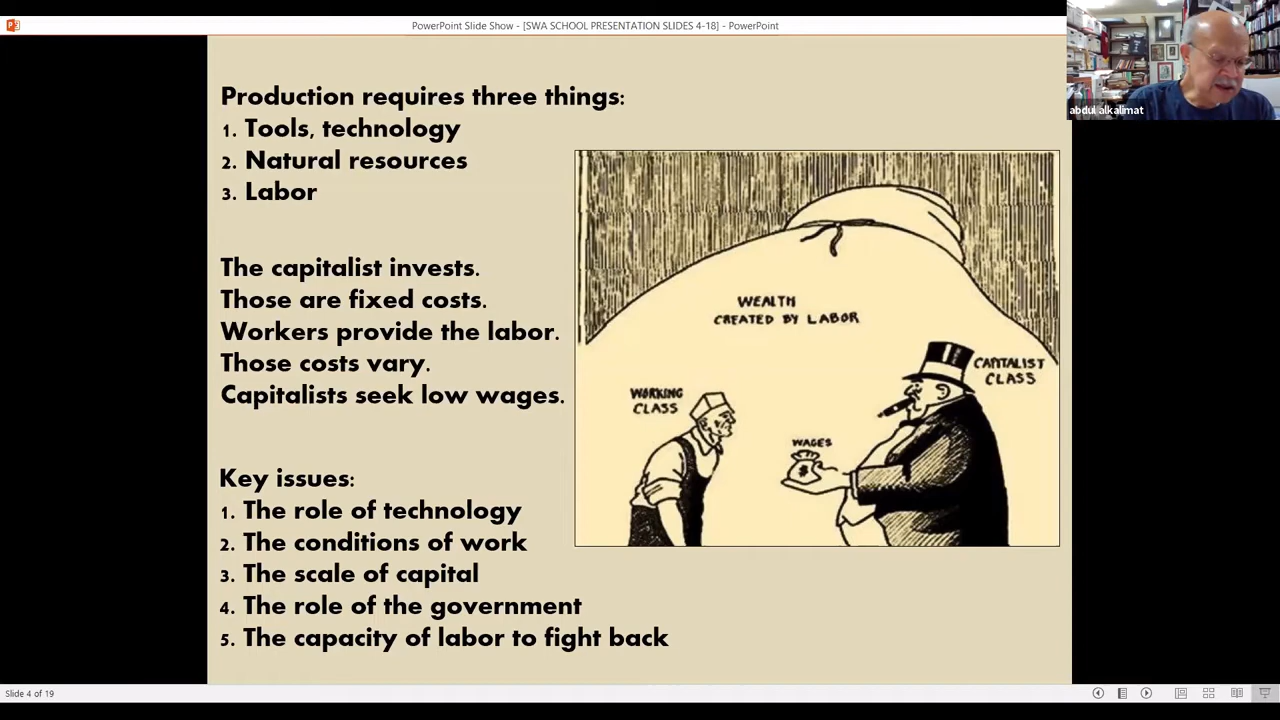 PowerPoint Slide Show - [SWA SCHOOL PRESENTATION SLIDES 4-18] - PowerPoint
abdul alkalimat
Production requires three things:
1. Tools, technology
2. Natural resources
3. Labor
The capitalist invests.
Those are fixed costs.
Workers provide the labor.
Those costs vary.
Capitalists seek low wages.
WEALTH
CREATED BY LABOR
CAPITALIST
CLASS
WORKING
CLASS
WAGES
$
Key issues:
1. The role of technology
2. The conditions of work
3. The scale of capital
4. The role of the government
5. The capacity of labor to fight back
Slide 4 of 19